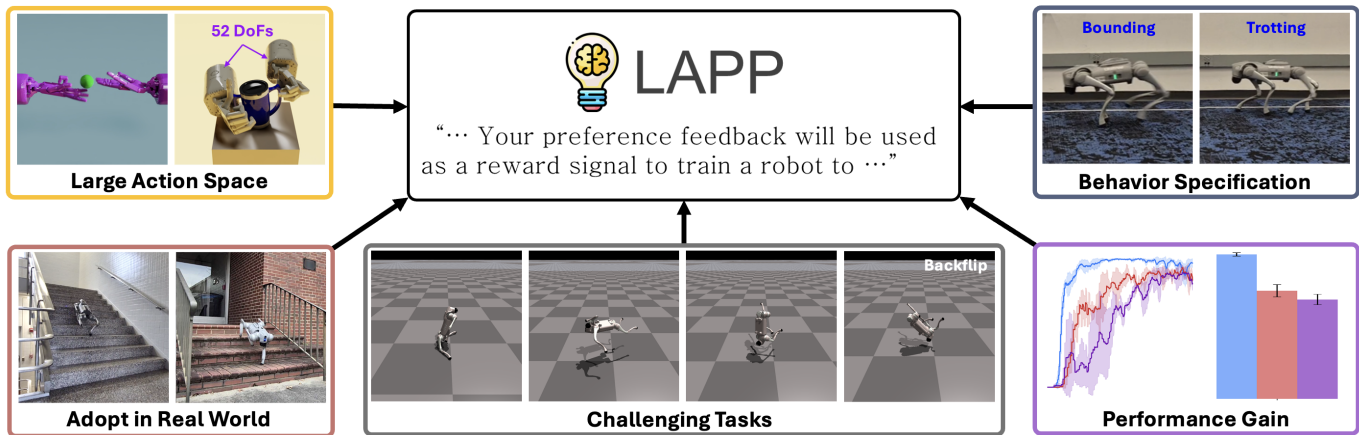 52 DoFs
Large Action Space
LAPP
“··· Your preference feedback will be used
as a reward signal to train a robot to ···”
Bounding
Trotting
Behavior Specification
Adopt in Real World
Backflip
Challenging Tasks
Performance Gain